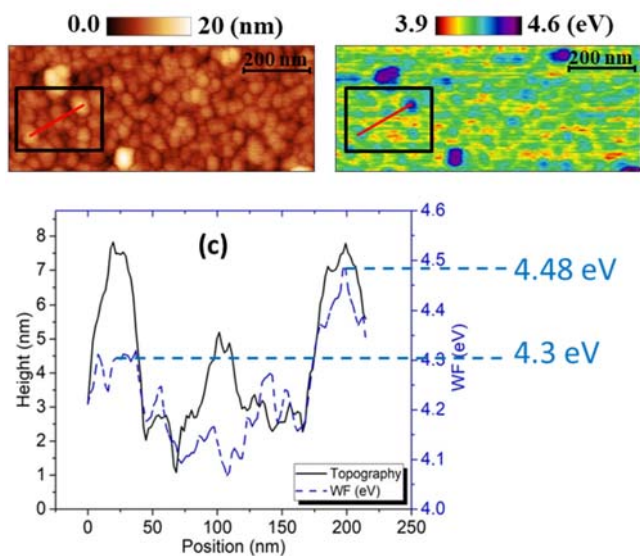 0.0 20 (nm)
200 nm
3.9 4.6 (eV)
200 nm
(c)
Height (nm)
8
7
6
5
4
3
2
1
0
WF (eV)
4.6
4.5
4.4
4.3
4.2
4.1
4.0
4.48 eV
4.3 eV
Topography
WF (eV)
0 50 100 150 200 250
Position (nm)